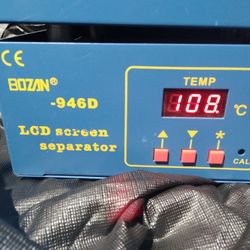 CE
BOZAN®
-946D
LCD screen
separator
TEMP
108.
°C
▲ ▼ *
CAL